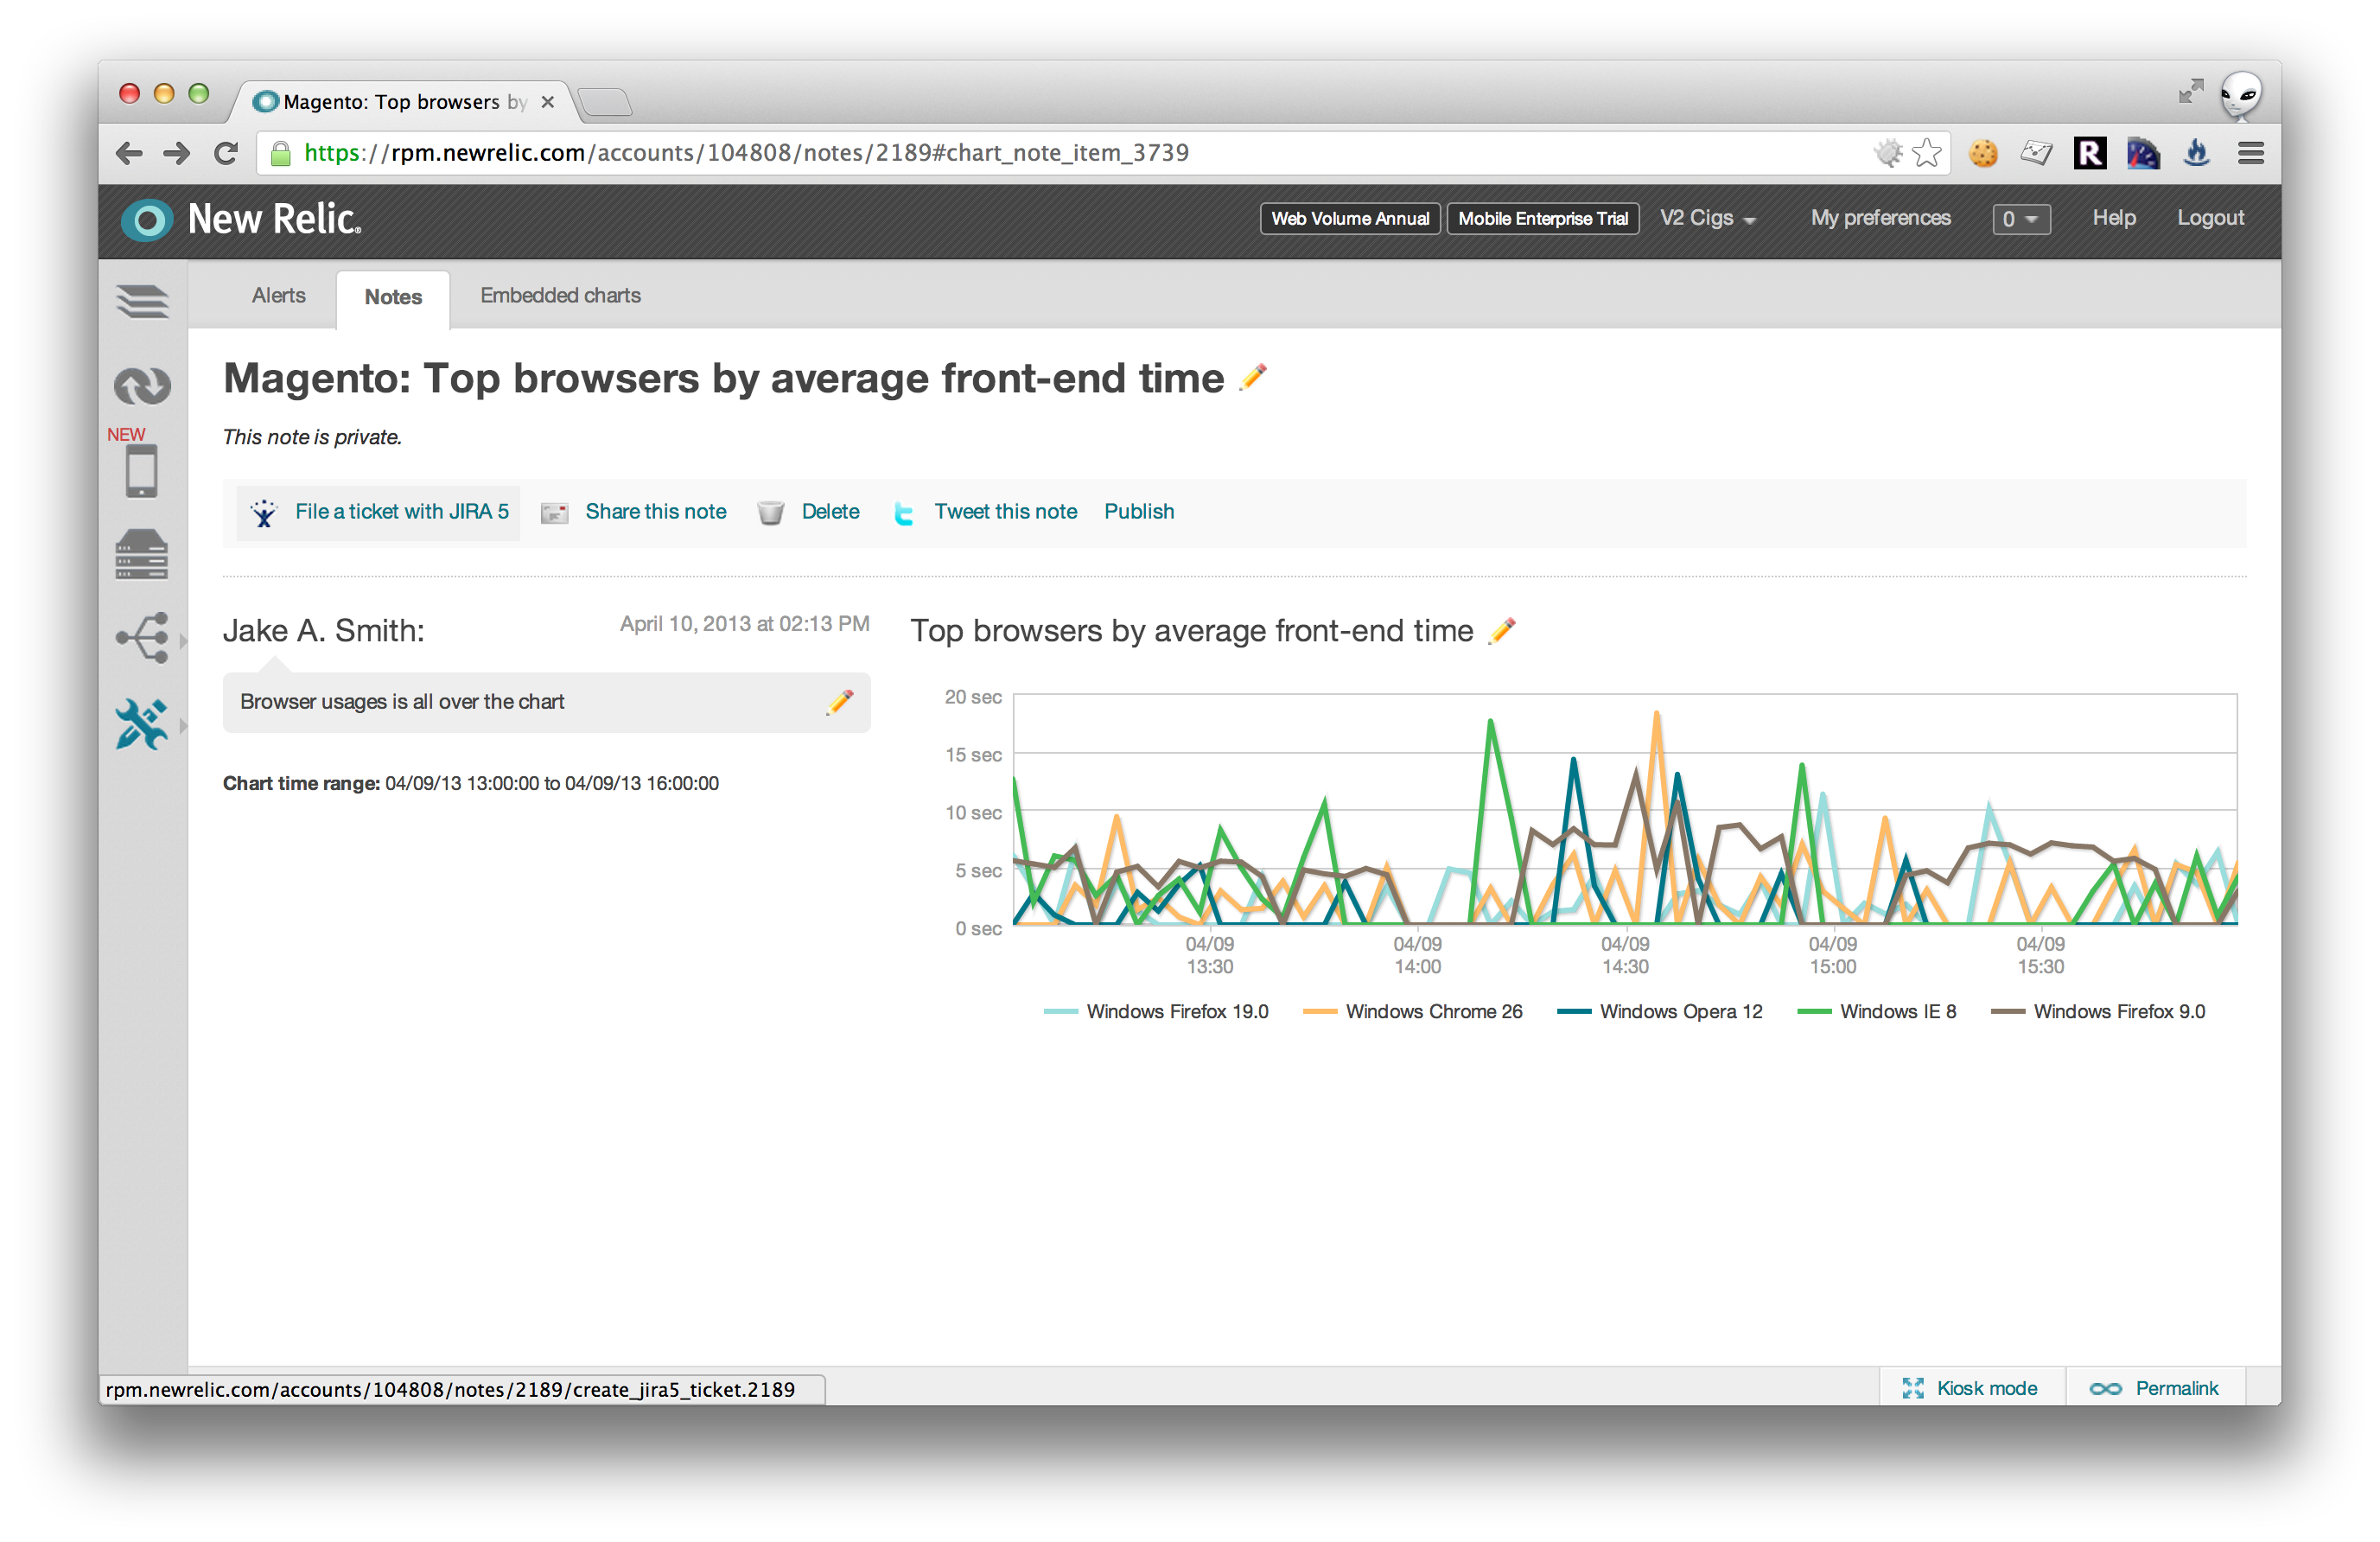 Magento: Top browsers by
https://rpm.newrelic.com/accounts/104808/notes/2189#chart_note_item_3739
R
New Relic.
Web Volume Annual
Mobile Enterprise Trial
V2 Cigs
My preferences
0
Help
Logout
Alerts
Notes
Embedded charts
NEW
Magento: Top browsers by average front-end time
This note is private.
File a ticket with JIRA 5
Share this note
Delete
Tweet this note
Publish
Jake A. Smith:
April 10, 2013 at 02:13 PM
Browser usages is all over the chart
Chart time range: 04/09/13 13:00:00 to 04/09/13 16:00:00
Top browsers by average front-end time
20 sec
15 sec
10 sec
5 sec
0 sec
04/09
13:30
04/09
14:00
04/09
14:30
04/09
15:00
04/09
15:30
Windows Firefox 19.0
Windows Chrome 26
Windows Opera 12
Windows IE 8
Windows Firefox 9.0
rpm.newrelic.com/accounts/104808/notes/2189/create_jira5_ticket.2189
Kiosk mode
Permalink